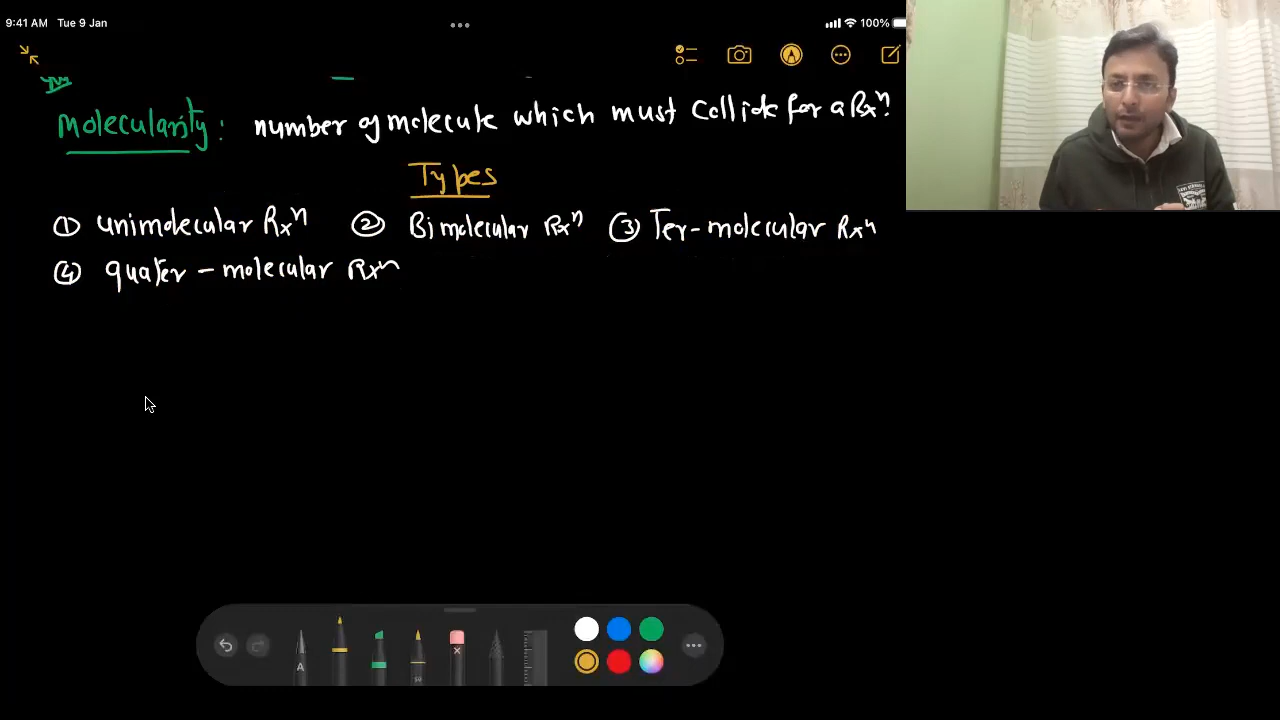 9:41 AM Tue 9 Jan 100%
Molecularity: number of molecule which must collide for a Rxⁿ.
Types
① unimolecular Rxⁿ ② Bimolecular Rxⁿ ③ Ter-molecular Rxⁿ
④ quater - molecular Rxⁿ
A
50